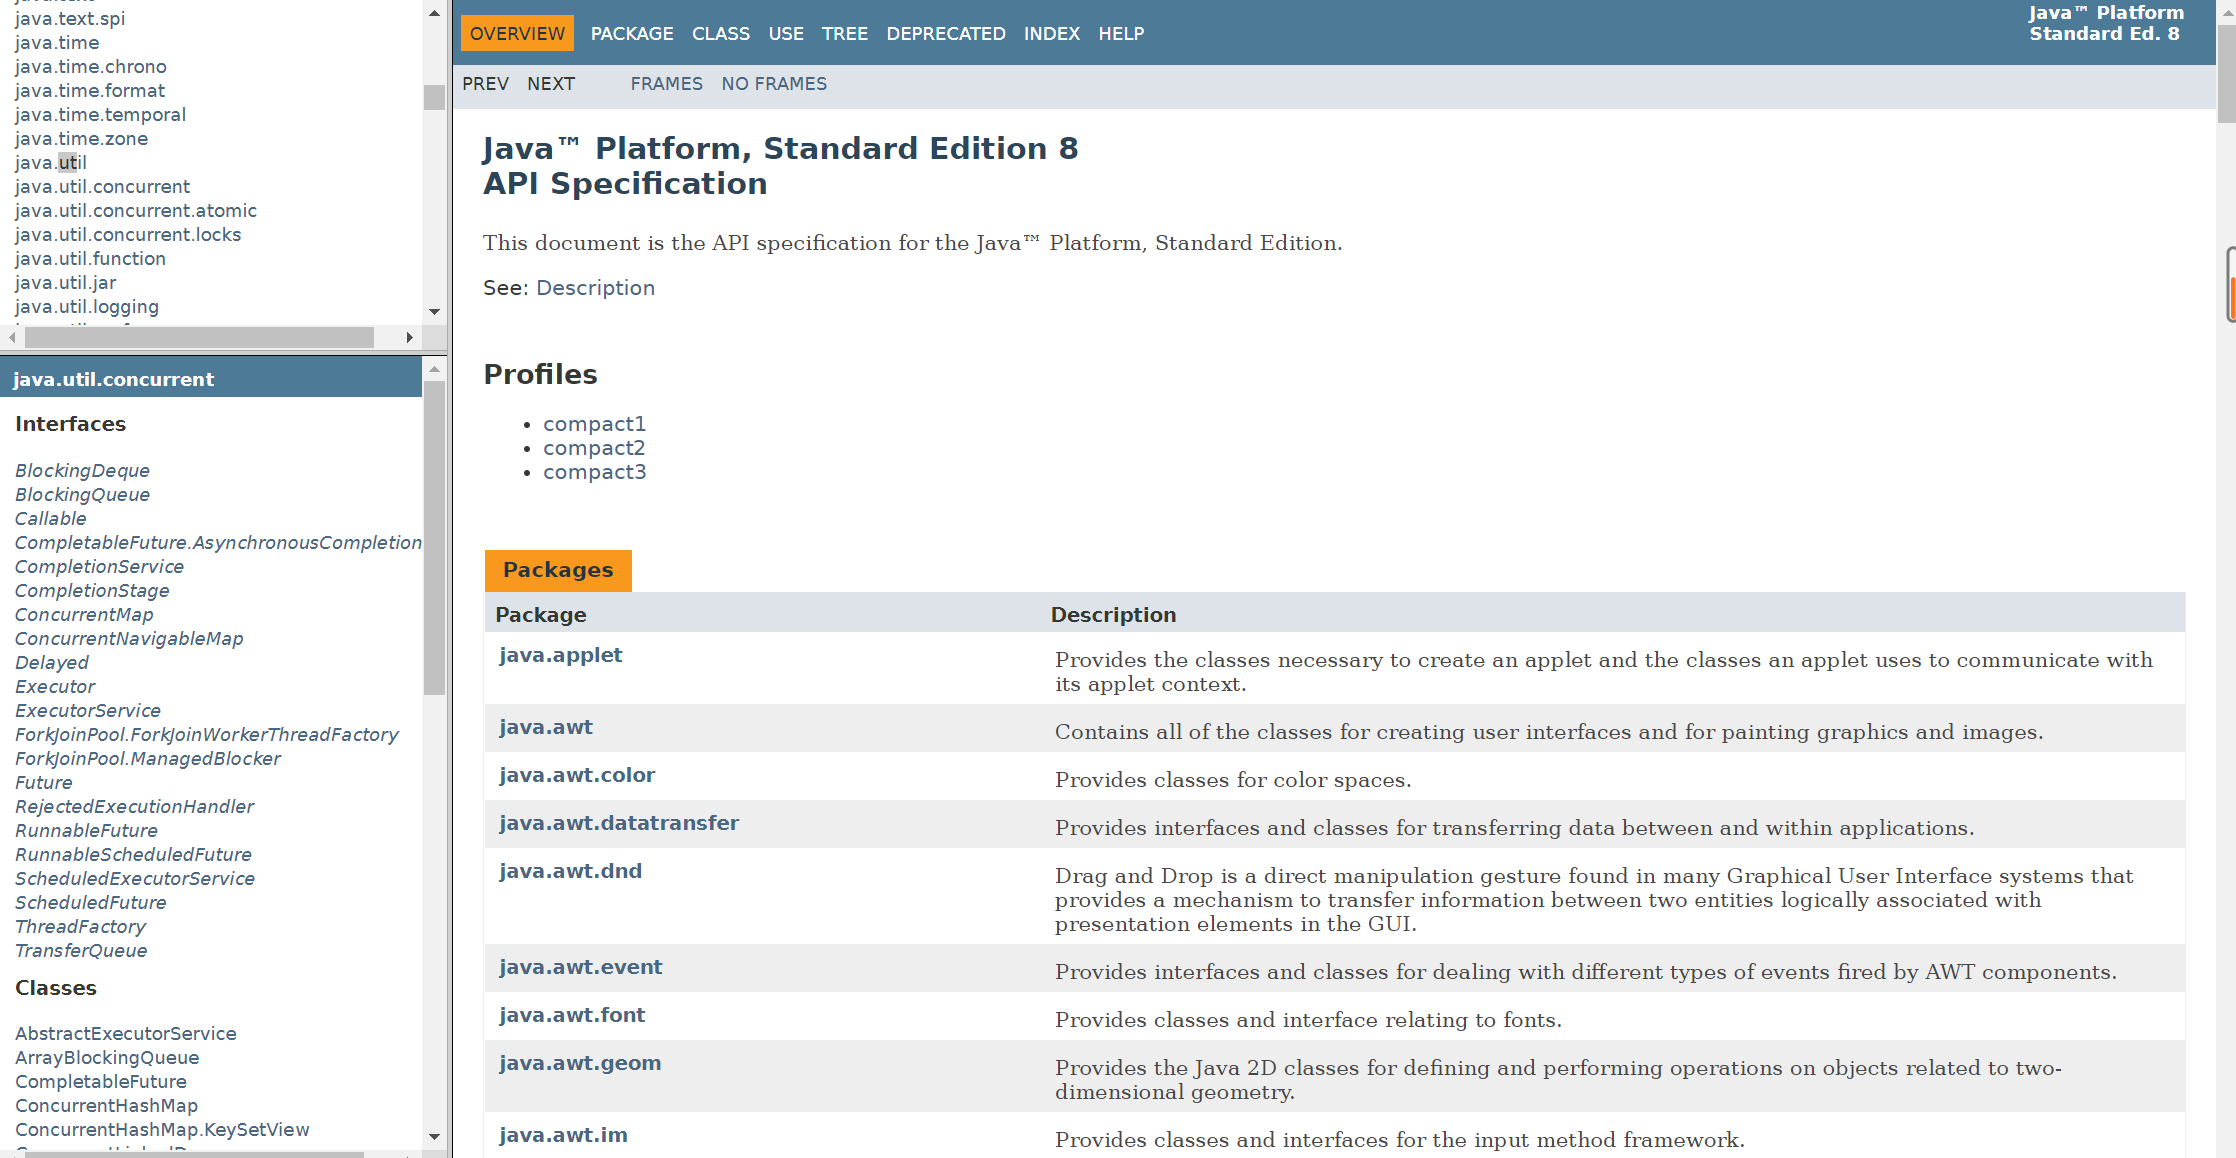 java.text.spi
java.time
java.time.chrono
java.time.format
java.time.temporal
java.time.zone
java.util
java.util.concurrent
java.util.concurrent.atomic
java.util.concurrent.locks
java.util.function
java.util.jar
java.util.logging
java.util.concurrent
Interfaces
BlockingDeque
BlockingQueue
Callable
CompletableFuture.AsynchronousCompletion
CompletionService
CompletionStage
ConcurrentMap
ConcurrentNavigableMap
Delayed
Executor
ExecutorService
ForkJoinPool.ForkJoinWorkerThreadFactory
ForkJoinPool.ManagedBlocker
Future
RejectedExecutionHandler
RunnableFuture
RunnableScheduledFuture
ScheduledExecutorService
ScheduledFuture
ThreadFactory
TransferQueue
Classes
AbstractExecutorService
ArrayBlockingQueue
CompletableFuture
ConcurrentHashMap
ConcurrentHashMap.KeySetView
OVERVIEW PACKAGE CLASS USE TREE DEPRECATED INDEX HELP
Java™ Platform
Standard Ed. 8
PREV NEXT FRAMES NO FRAMES
Java™ Platform, Standard Edition 8
API Specification
This document is the API specification for the Java™ Platform, Standard Edition.
See: Description
Profiles
• compact1
• compact2
• compact3
Packages
Package Description
java.applet Provides the classes necessary to create an applet and the classes an applet uses to communicate with
its applet context.
java.awt Contains all of the classes for creating user interfaces and for painting graphics and images.
java.awt.color Provides classes for color spaces.
java.awt.datatransfer Provides interfaces and classes for transferring data between and within applications.
java.awt.dnd Drag and Drop is a direct manipulation gesture found in many Graphical User Interface systems that
provides a mechanism to transfer information between two entities logically associated with
presentation elements in the GUI.
java.awt.event Provides interfaces and classes for dealing with different types of events fired by AWT components.
java.awt.font Provides classes and interface relating to fonts.
java.awt.geom Provides the Java 2D classes for defining and performing operations on objects related to two-
dimensional geometry.
java.awt.im Provides classes and interfaces for the input method framework.